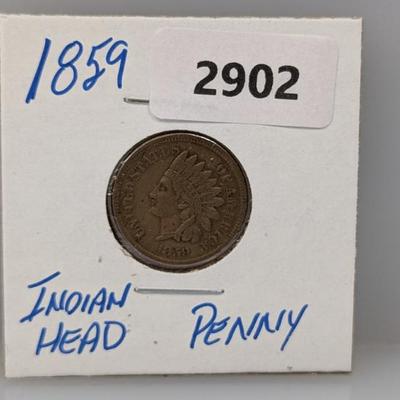 1859
2902
UNITED STATES OF AMERICA
1859
INDIAN HEAD PENNY